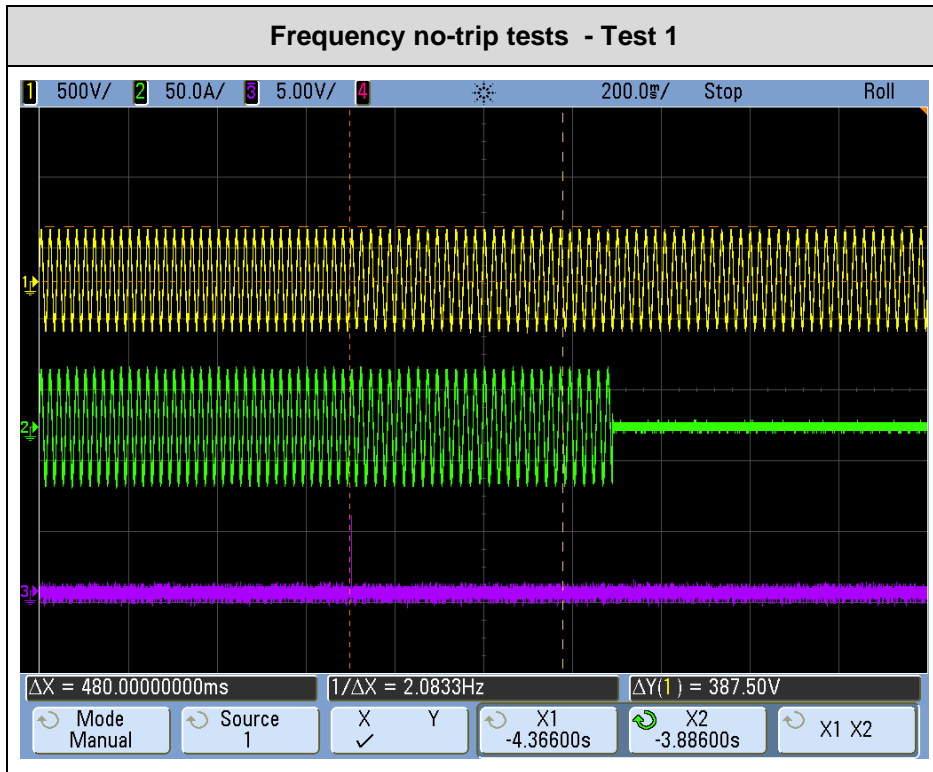 Frequency no-trip tests - Test 1
1 500V/ 2 50.0A/ 3 5.00V/ 4 200.0㎳/ Stop Roll
1
2
3
ΔX = 480.00000000ms 1/ΔX = 2.0833Hz ΔY(1) = 387.50V
Mode Source X Y X1 X2 X1 X2
Manual 1 ✓ -4.36600s -3.88600s